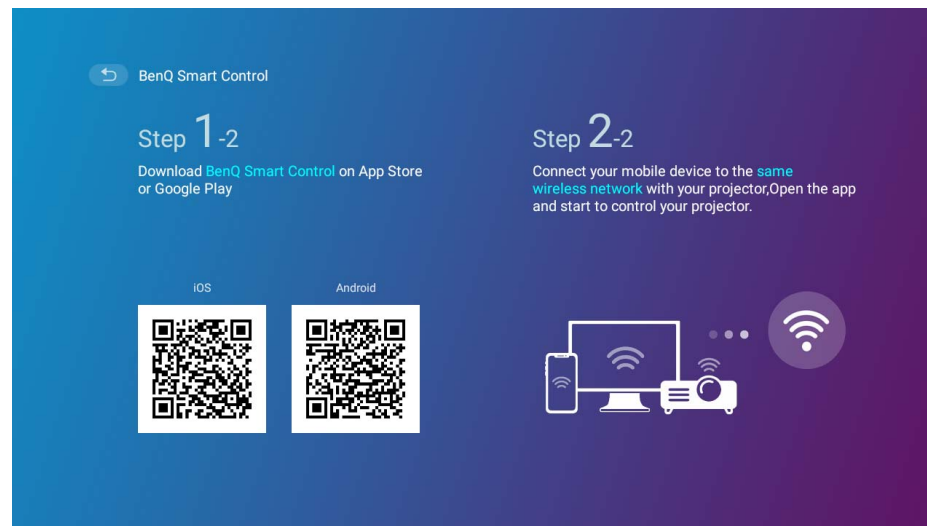 BenQ Smart Control
Step 1-2
Download BenQ Smart Control on App Store
or Google Play
Step 2-2
Connect your mobile device to the same
wireless network with your projector,Open the app
and start to control your projector.
iOS
Android